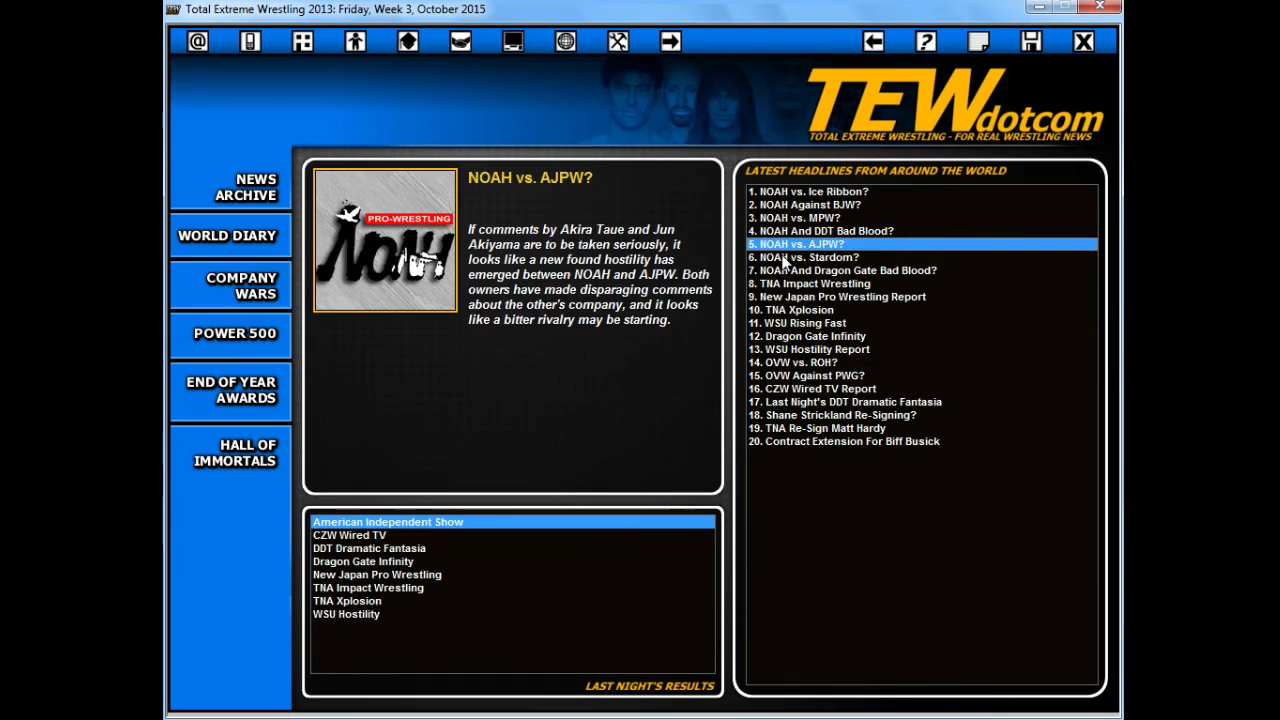 Total Extreme Wrestling 2013: Friday, Week 3, October 2015
TEWdotcom
TOTAL EXTREME WRESTLING - FOR REAL WRESTLING NEWS
NEWS
ARCHIVE
WORLD DIARY
COMPANY
WARS
POWER 500
END OF YEAR
AWARDS
HALL OF
IMMORTALS
PRO-WRESTLING
NOAH
NOAH vs. AJPW?
If comments by Akira Taue and Jun
Akiyama are to be taken seriously, it
looks like a new found hostility has
emerged between NOAH and AJPW. Both
owners have made disparaging comments
about the other's company, and it looks
like a bitter rivalry may be starting.
American Independent Show
CZW Wired TV
DDT Dramatic Fantasia
Dragon Gate Infinity
New Japan Pro Wrestling
TNA Impact Wrestling
TNA Xplosion
WSU Hostility
LAST NIGHT'S RESULTS
LATEST HEADLINES FROM AROUND THE WORLD
1. NOAH vs. Ice Ribbon?
2. NOAH Against BJW?
3. NOAH vs. MPW?
4. NOAH And DDT Bad Blood?
5. NOAH vs. AJPW?
6. NOAH vs. Stardom?
7. NOAH And Dragon Gate Bad Blood?
8. TNA Impact Wrestling
9. New Japan Pro Wrestling Report
10. TNA Xplosion
11. WSU Rising Fast
12. Dragon Gate Infinity
13. WSU Hostility Report
14. OVW vs. ROH?
15. OVW Against PWG?
16. CZW Wired TV Report
17. Last Night's DDT Dramatic Fantasia
18. Shane Strickland Re-Signing?
19. TNA Re-Sign Matt Hardy
20. Contract Extension For Biff Busick